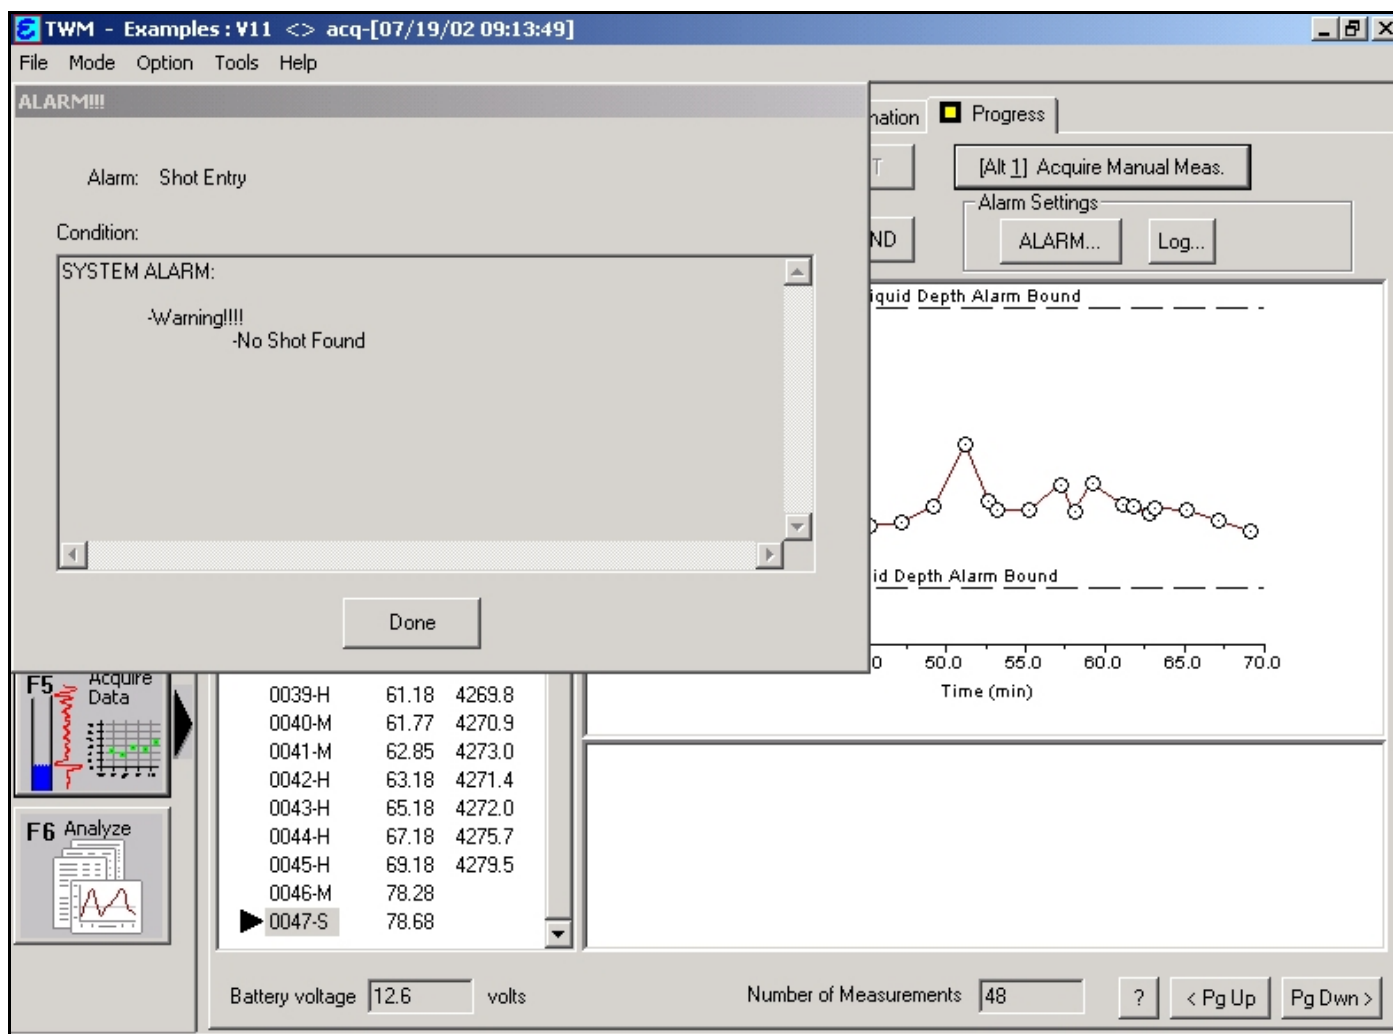 TWM - Examples : V11 <> acq-[07/19/02 09:13:49]
File Mode Option Tools Help
ALARM!!!
Alarm: Shot Entry
Condition:
SYSTEM ALARM:
-Warning!!!!
-No Shot Found
Done
Progress
[Alt 1] Acquire Manual Meas.
Alarm Settings
ALARM...
Log...
Liquid Depth Alarm Bound
Depth Alarm Bound
50.0 55.0 60.0 65.0 70.0
Time (min)
F5 Acquire
Data
F6 Analyze
0039-H 61.18 4269.8
0040-M 61.77 4270.9
0041-M 62.85 4273.0
0042-H 63.18 4271.4
0043-H 65.18 4272.0
0044-H 67.18 4275.7
0045-H 69.18 4279.5
0046-M 78.28
0047-S 78.68
Battery voltage 12.6 volts
Number of Measurements 48
? < Pg Up Pg Dwn >